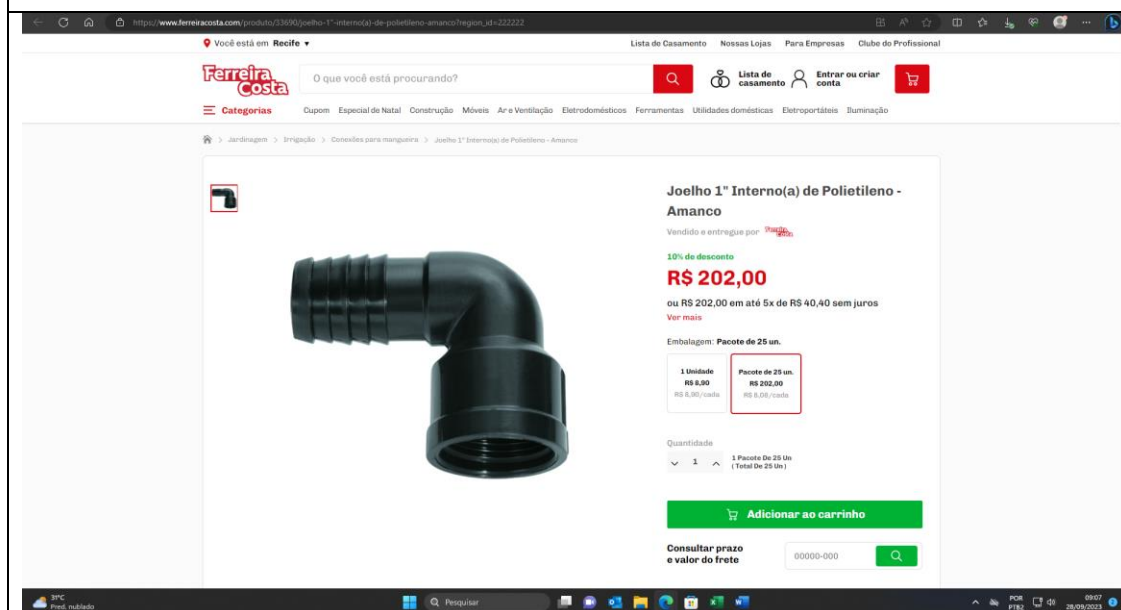 https://www.ferreiracosta.com/produto/33690/joelho-1"-interno(a)-de-polietileno-amanco?region_id=222222
Você está em Recife
Lista de Casamento Nossas Lojas Para Empresas Clube do Profissional
Ferreira
Costa
O que você está procurando?
Lista de
casamento
Entrar ou criar
conta
Categorias
Cupom Especial de Natal Construção Móveis Ar e Ventilação Eletrodomésticos Ferramentas Utilidades domésticas Eletroportáteis Iluminação
> Jardinagem > Irrigação > Conexões para mangueira > Joelho 1" Interno(a) de Polietileno - Amanco
Joelho 1" Interno(a) de Polietileno -
Amanco
Vendido e entregue por Ferreira Costa
10% de desconto
R$ 202,00
ou R$ 202,00 em até 5x de R$ 40,40 sem juros
Ver mais
Embalagem: Pacote de 25 un.
1 Unidade
R$ 8,90
R$ 8,90/cada
Pacote de 25 un.
R$ 202,00
R$ 8,08/cada
Quantidade
1
1 Pacote De 25 Un
( Total De 25 Un )
Adicionar ao carrinho
Consultar prazo
e valor do frete
00000-000
31°C
Pred. nublado
Pesquisar
POR
PTB2
09:07
28/09/2023